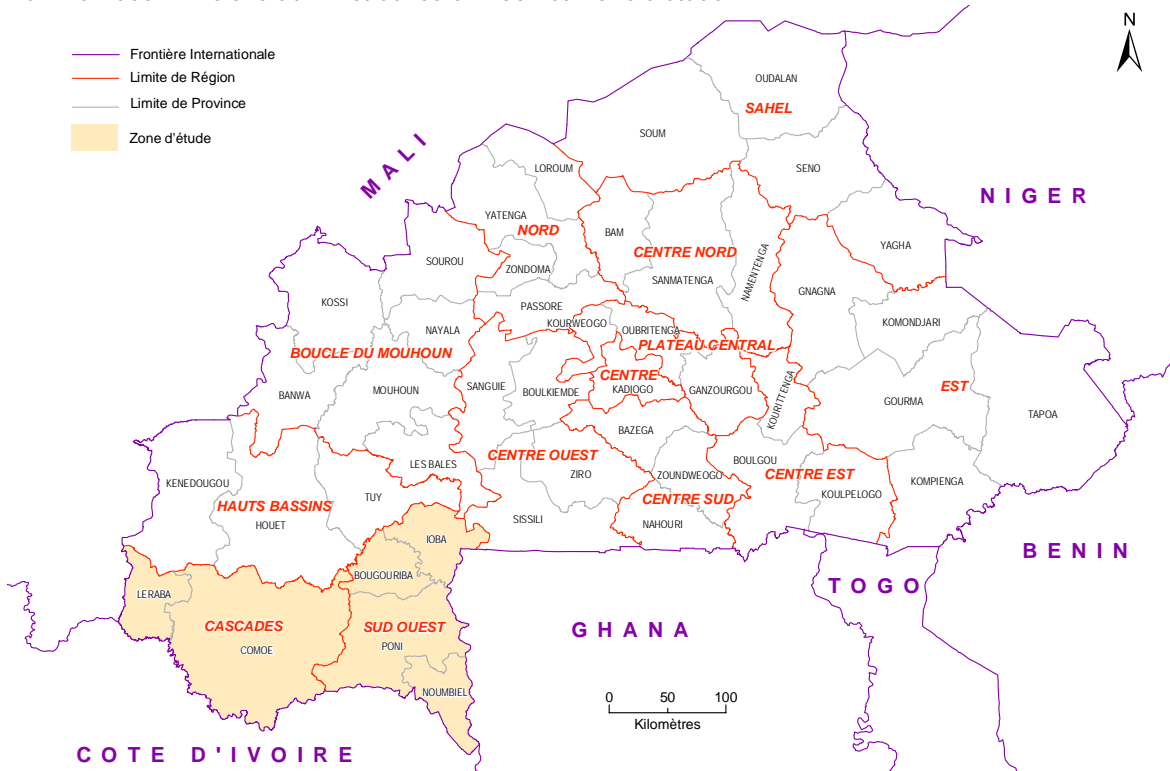 Frontière Internationale
Limite de Région
Limite de Province
Zone d'étude
N
MALI
NIGER
BENIN
TOGO
GHANA
COTE D'IVOIRE
OUDALAN
SAHEL
SOUM
SENO
LOROUM
YATENGA
NORD
BAM
CENTRE NORD
YAGHA
SOUROU
ZONDOMA
SANMATENGA
NAMENTENGA
GNAGNA
KOSSI
PASSORE
KOURWEOGO
OUBRITENGA
KOMONDJARI
NAYALA
PLATEAU CENTRAL
BOUCLE DU MOUHOUN
CENTRE
SANGUIE
BOULKIEMDE
KADIOGO
GANZOURGOU
KOURITTENGA
EST
BANWA
MOUHOUN
GOURMA
TAPOA
BAZEGA
CENTRE OUEST
ZIRO
ZOUNDWEOGO
BOULGOU
CENTRE EST
KOMPIENGA
LES BALES
KENEDOUGOU
TUY
KOULPELOGO
HAUTS BASSINS
CENTRE SUD
HOUET
SISSILI
NAHOURI
IOBA
BOUGOURIBA
LERABA
CASCADES
SUD OUEST
COMOE
PONI
NOUMBIEL
0 50 100
Kilomètres